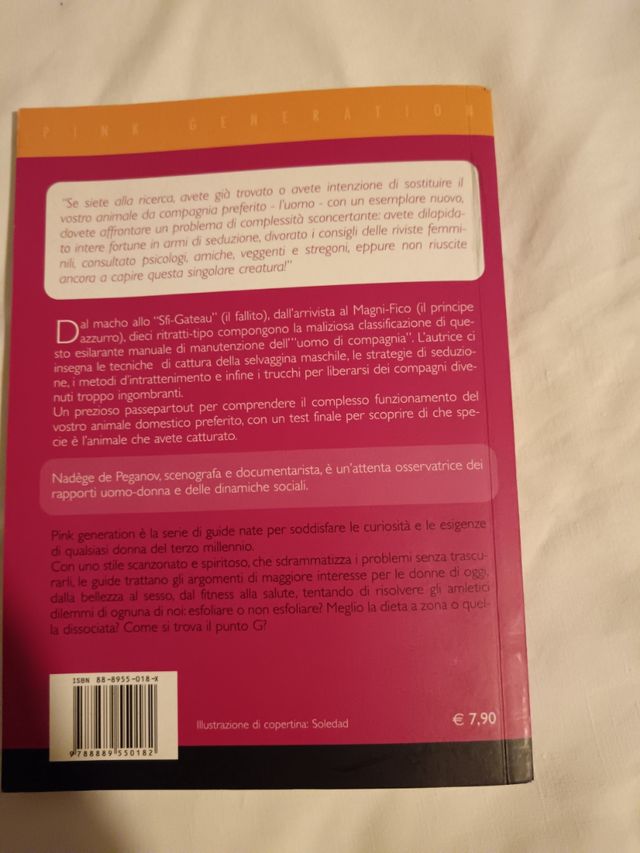 PINK GENERATION
"Se siete alla ricerca, avete già trovato o avete intenzione di sostituire il
vostro animale da compagnia preferito - l'uomo - con un esemplare nuovo,
dovete affrontare un problema di complessità sconcertante: avete dilapida-
to intere fortune in armi di seduzione, divorato i consigli delle riviste femmi-
nili, consultato psicologi, amiche, veggenti e stregoni, eppure non riuscite
ancora a capire questa singolare creatura!"
Dal macho allo "Sfi-Gateau" (il fallito), dall'arrivista al Magni-Fico (il principe
azzurro), dieci ritratti-tipo compongono la maliziosa classificazione di que-
sto esilarante manuale di manutenzione dell'"uomo di compagnia". L'autrice ci
insegna le tecniche di cattura della selvaggina maschile, le strategie di seduzio-
ne, i metodi d'intrattenimento e infine i trucchi per liberarsi dei compagni dive-
nuti troppo ingombranti.
Un prezioso passepartout per comprendere il complesso funzionamento del
vostro animale domestico preferito, con un test finale per scoprire di che spe-
cie è l'animale che avete catturato.
Nadège de Peganov, scenografa e documentarista, è un'attenta osservatrice dei
rapporti uomo-donna e delle dinamiche sociali.
Pink generation è la serie di guide nate per soddisfare le curiosità e le esigenze
di qualsiasi donna del terzo millennio.
Con uno stile scanzonato e spiritoso, che sdrammatizza i problemi senza trascu-
rarli, le guide trattano gli argomenti di maggiore interesse per le donne di oggi,
dalla bellezza al sesso, dal fitness alla salute, tentando di risolvere gli amletici
dilemmi di ognuna di noi: esfoliare o non esfoliare? Meglio la dieta a zona o quel-
la dissociata? Come si trova il punto G?
ISBN 88-8955-018-X
9 788889 550182
Illustrazione di copertina: Soledad
€ 7,90